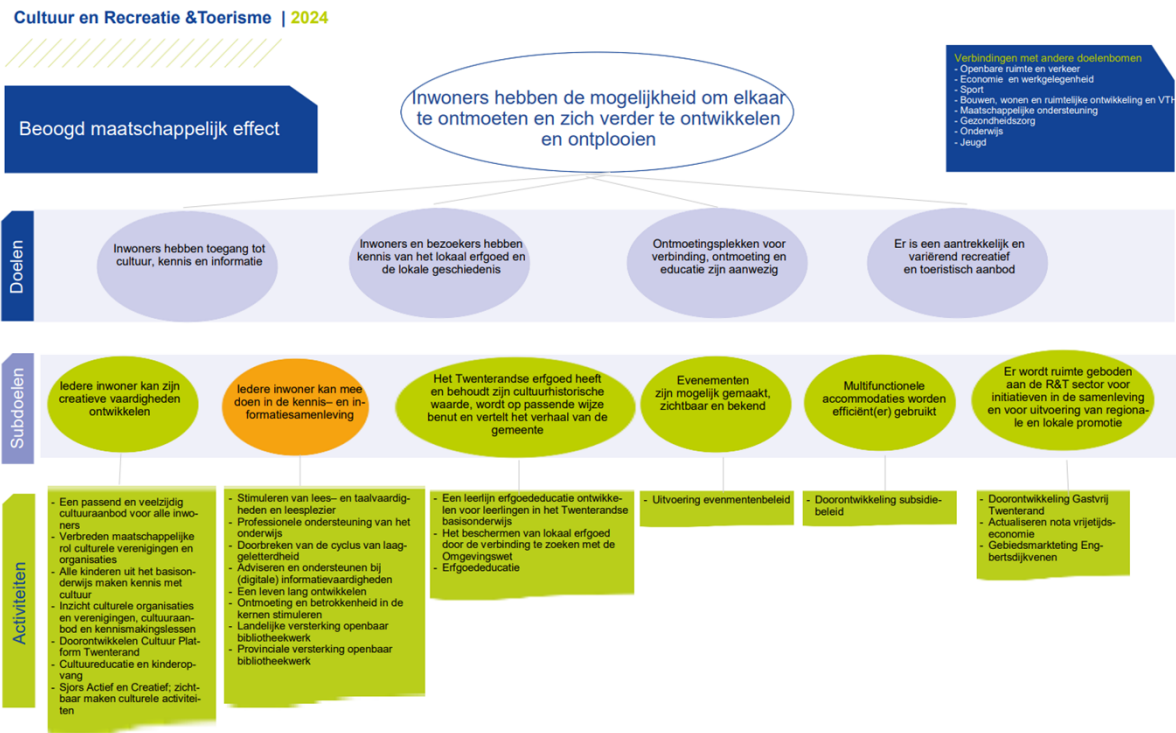 Cultuur en Recreatie &Toerisme | 2024
Beoogd maatschappelijk effect
Inwoners hebben de mogelijkheid om elkaar
te ontmoeten en zich verder te ontwikkelen
en ontplooien
Verbindingen met andere doelenbomen
- Openbare ruimte en verkeer
- Economie en werkgelegenheid
- Sport
- Bouwen, wonen en ruimtelijke ontwikkeling en VTH
- Maatschappelijke ondersteuning
- Gezondheidszorg
- Onderwijs
- Jeugd
Doelen
Inwoners hebben toegang tot
cultuur, kennis en informatie
Inwoners en bezoekers hebben
kennis van het lokaal erfgoed en
de lokale geschiedenis
Ontmoetingsplekken voor
verbinding, ontmoeting en
educatie zijn aanwezig
Er is een aantrekkelijk en
variërend recreatief
en toeristisch aanbod
Subdoelen
Iedere inwoner kan zijn
creatieve vaardigheden
ontwikkelen
Iedere inwoner kan mee
doen in de kennis– en in-
formatiesamenleving
Het Twenterandse erfgoed heeft
en behoudt zijn cultuurhistorische
waarde, wordt op passende wijze
benut en vertelt het verhaal van de
gemeente
Evenementen
zijn mogelijk gemaakt,
zichtbaar en bekend
Multifunctionele
accommodaties worden
efficiënt(er) gebruikt
Er wordt ruimte geboden
aan de R&T sector voor
initiatieven in de samenleving
en voor uitvoering van regiona-
le en lokale promotie
Activiteiten
- Een passend en veelzijdig
cultuuraanbod voor alle inwo-
ners
- Verbreden maatschappelijke
rol culturele verenigingen en
organisaties
- Alle kinderen uit het basison-
derwijs maken kennis met
cultuur
- Inzicht culturele organisaties
en verenigingen, cultuuraan-
bod en kennismakingslessen
- Doorontwikkelen Cultuur Plat-
form Twenterand
- Cultuureducatie en kinderop-
vang
- Sjors Actief en Creatief; zicht-
baar maken culturele activitei-
ten
- Stimuleren van lees– en taalvaardig-
heden en leesplezier
- Professionele ondersteuning van het
onderwijs
- Doorbreken van de cyclus van laag-
geletterdheid
- Adviseren en ondersteunen bij
(digitale) informatievaardigheden
- Een leven lang ontwikkelen
- Ontmoeting en betrokkenheid in de
kernen stimuleren
- Landelijke versterking openbaar
bibliotheekwerk
- Provinciale versterking openbaar
bibliotheekwerk
- Een leerlijn erfgoededucatie ontwikke-
len voor leerlingen in het Twenterandse
basisonderwijs
- Het beschermen van lokaal erfgoed
door de verbinding te zoeken met de
Omgevingswet
- Erfgoededucatie
- Uitvoering evenmentenbeleid
- Doorontwikkeling subsidie-
beleid
- Doorontwikkeling Gastvrij
Twenterand
- Actualiseren nota vrijetijds-
economie
- Gebiedsmarkteting Eng-
bertsdijkvenen